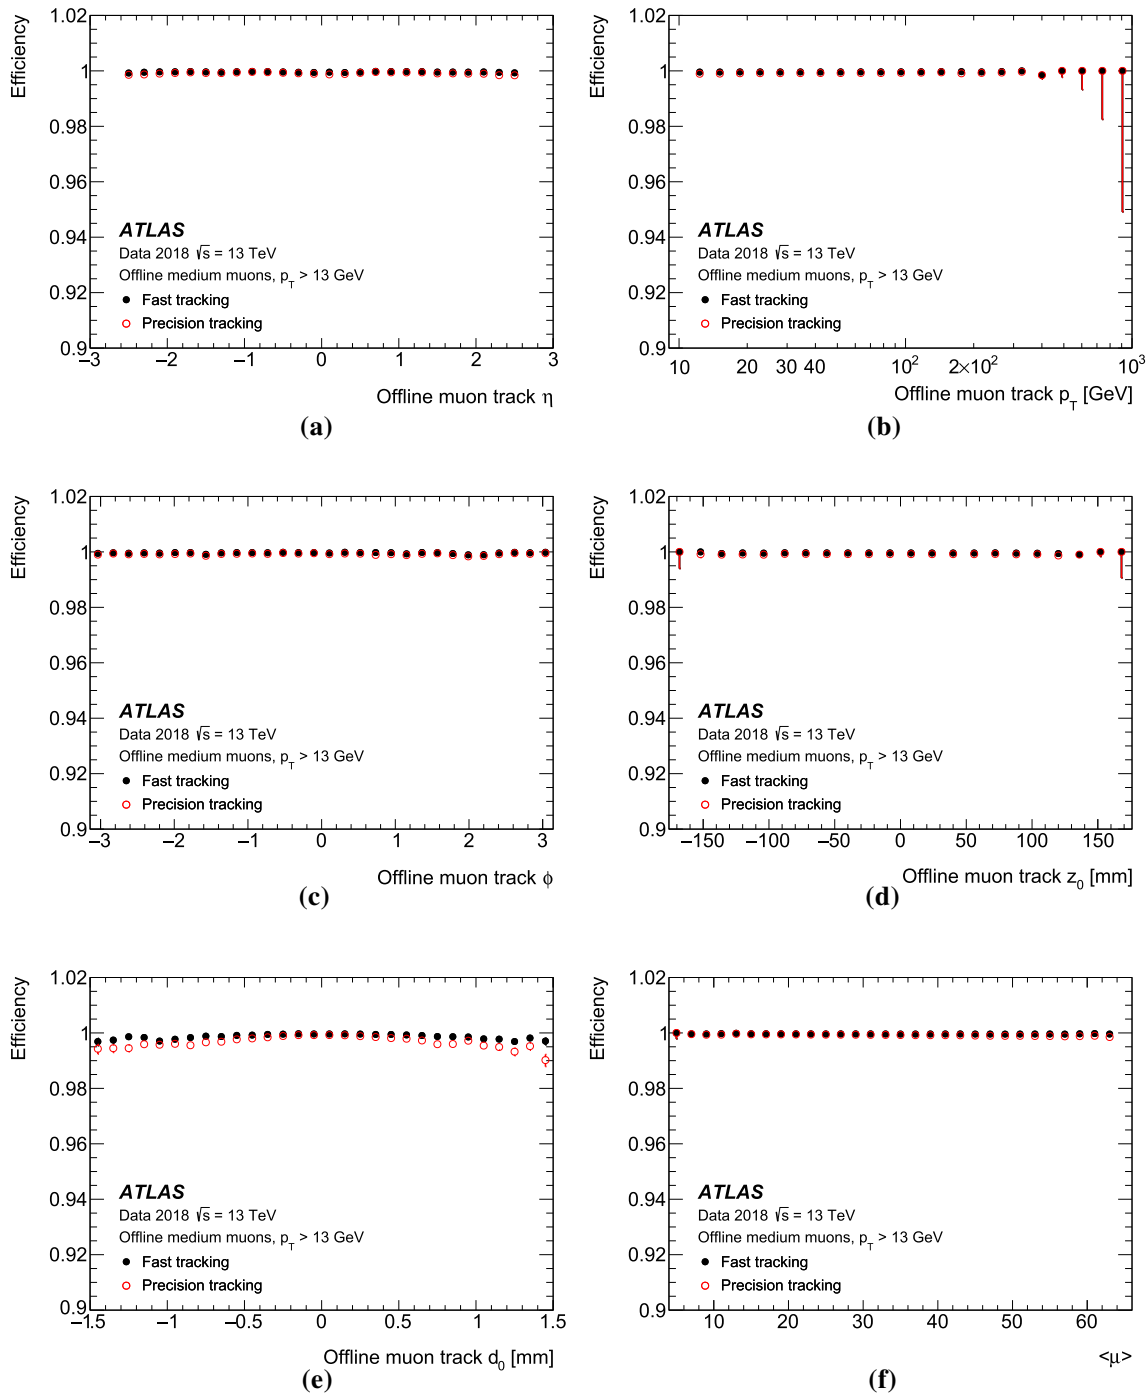 Efficiency
1.02
1
0.98
0.96
0.94
0.92
0.9
ATLAS
Data 2018 √s = 13 TeV
Offline medium muons, p_T > 13 GeV
Fast tracking
Precision tracking
−3 −2 −1 0 1 2 3
Offline muon track η
(a)
Efficiency
1.02
1
0.98
0.96
0.94
0.92
0.9
ATLAS
Data 2018 √s = 13 TeV
Offline medium muons, p_T > 13 GeV
Fast tracking
Precision tracking
10 20 30 40 10² 2×10² 10³
Offline muon track p_T [GeV]
(b)
Efficiency
1.02
1
0.98
0.96
0.94
0.92
0.9
ATLAS
Data 2018 √s = 13 TeV
Offline medium muons, p_T > 13 GeV
Fast tracking
Precision tracking
−3 −2 −1 0 1 2 3
Offline muon track ϕ
(c)
Efficiency
1.02
1
0.98
0.96
0.94
0.92
0.9
ATLAS
Data 2018 √s = 13 TeV
Offline medium muons, p_T > 13 GeV
Fast tracking
Precision tracking
−150 −100 −50 0 50 100 150
Offline muon track z_0 [mm]
(d)
Efficiency
1.02
1
0.98
0.96
0.94
0.92
0.9
ATLAS
Data 2018 √s = 13 TeV
Offline medium muons, p_T > 13 GeV
Fast tracking
Precision tracking
−1.5 −1 −0.5 0 0.5 1 1.5
Offline muon track d_0 [mm]
(e)
Efficiency
1.02
1
0.98
0.96
0.94
0.92
0.9
ATLAS
Data 2018 √s = 13 TeV
Offline medium muons, p_T > 13 GeV
Fast tracking
Precision tracking
10 20 30 40 50 60
<μ>
(f)